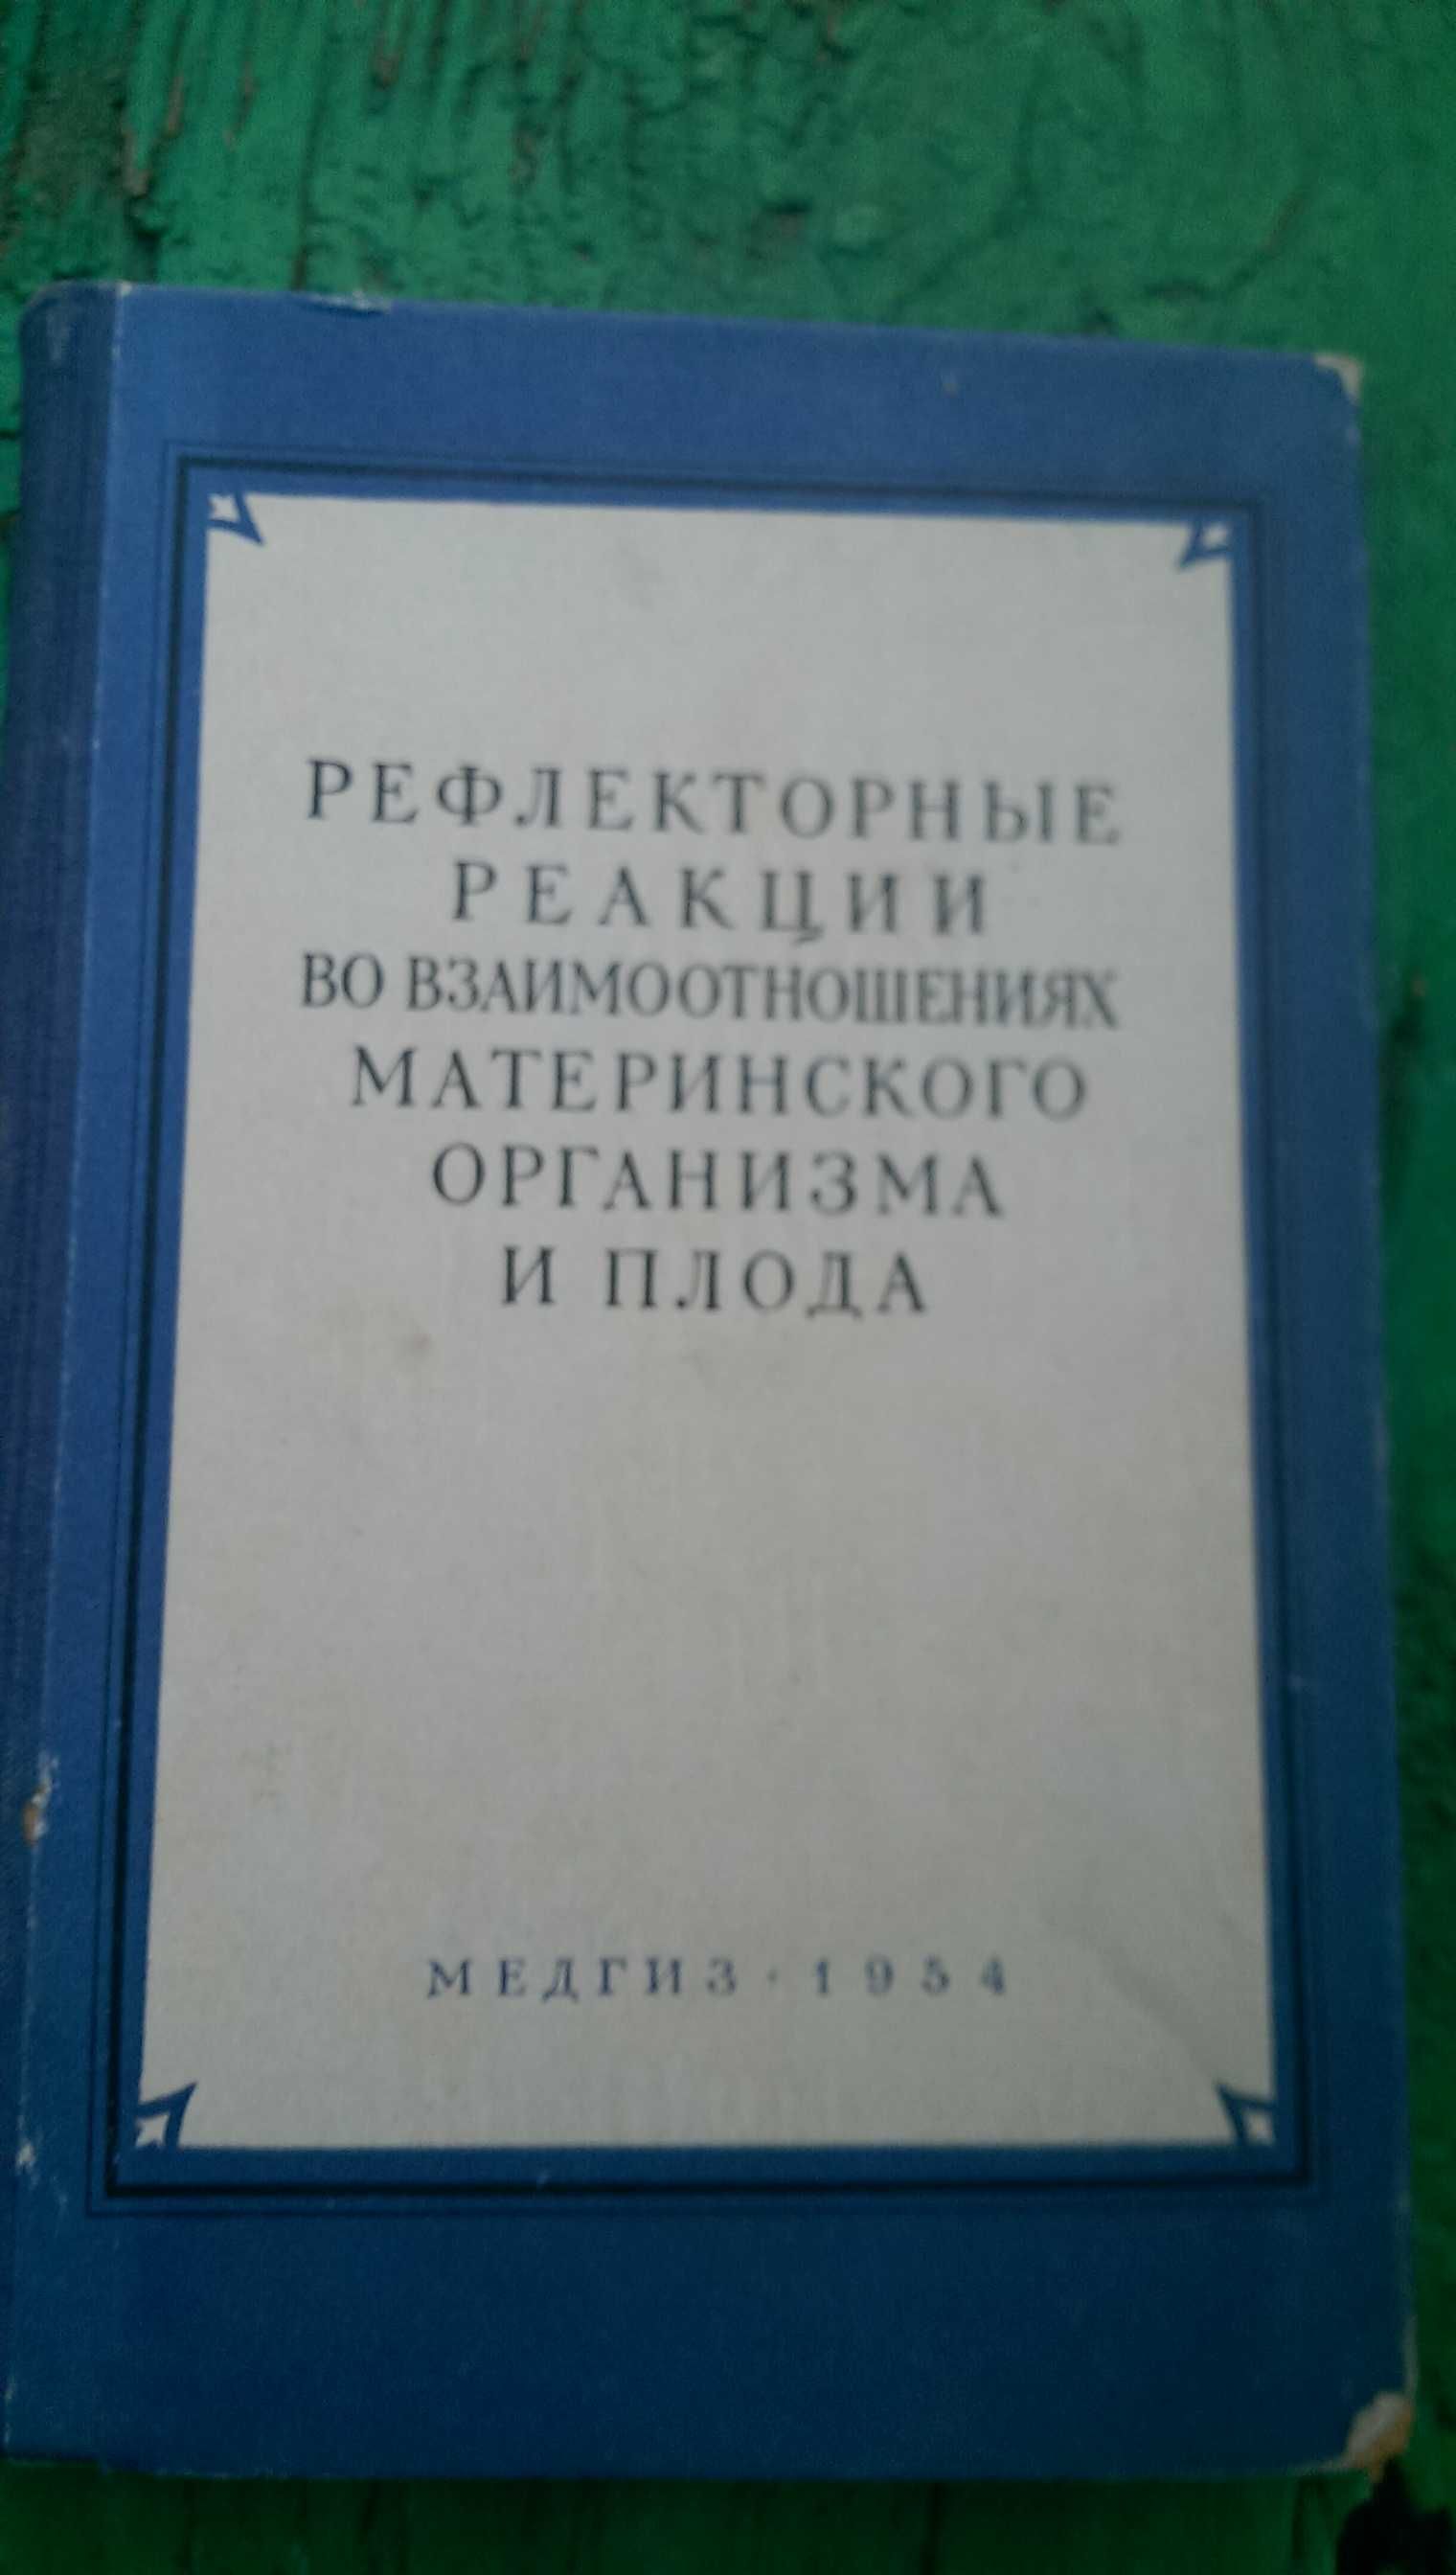 РЕФЛЕКТОРНЫЕ
РЕАКЦИИ
ВО ВЗАИМООТНОШЕНИЯХ
МАТЕРИНСКОГО
ОРГАНИЗМА
И ПЛОДА
МЕДГИЗ · 1954